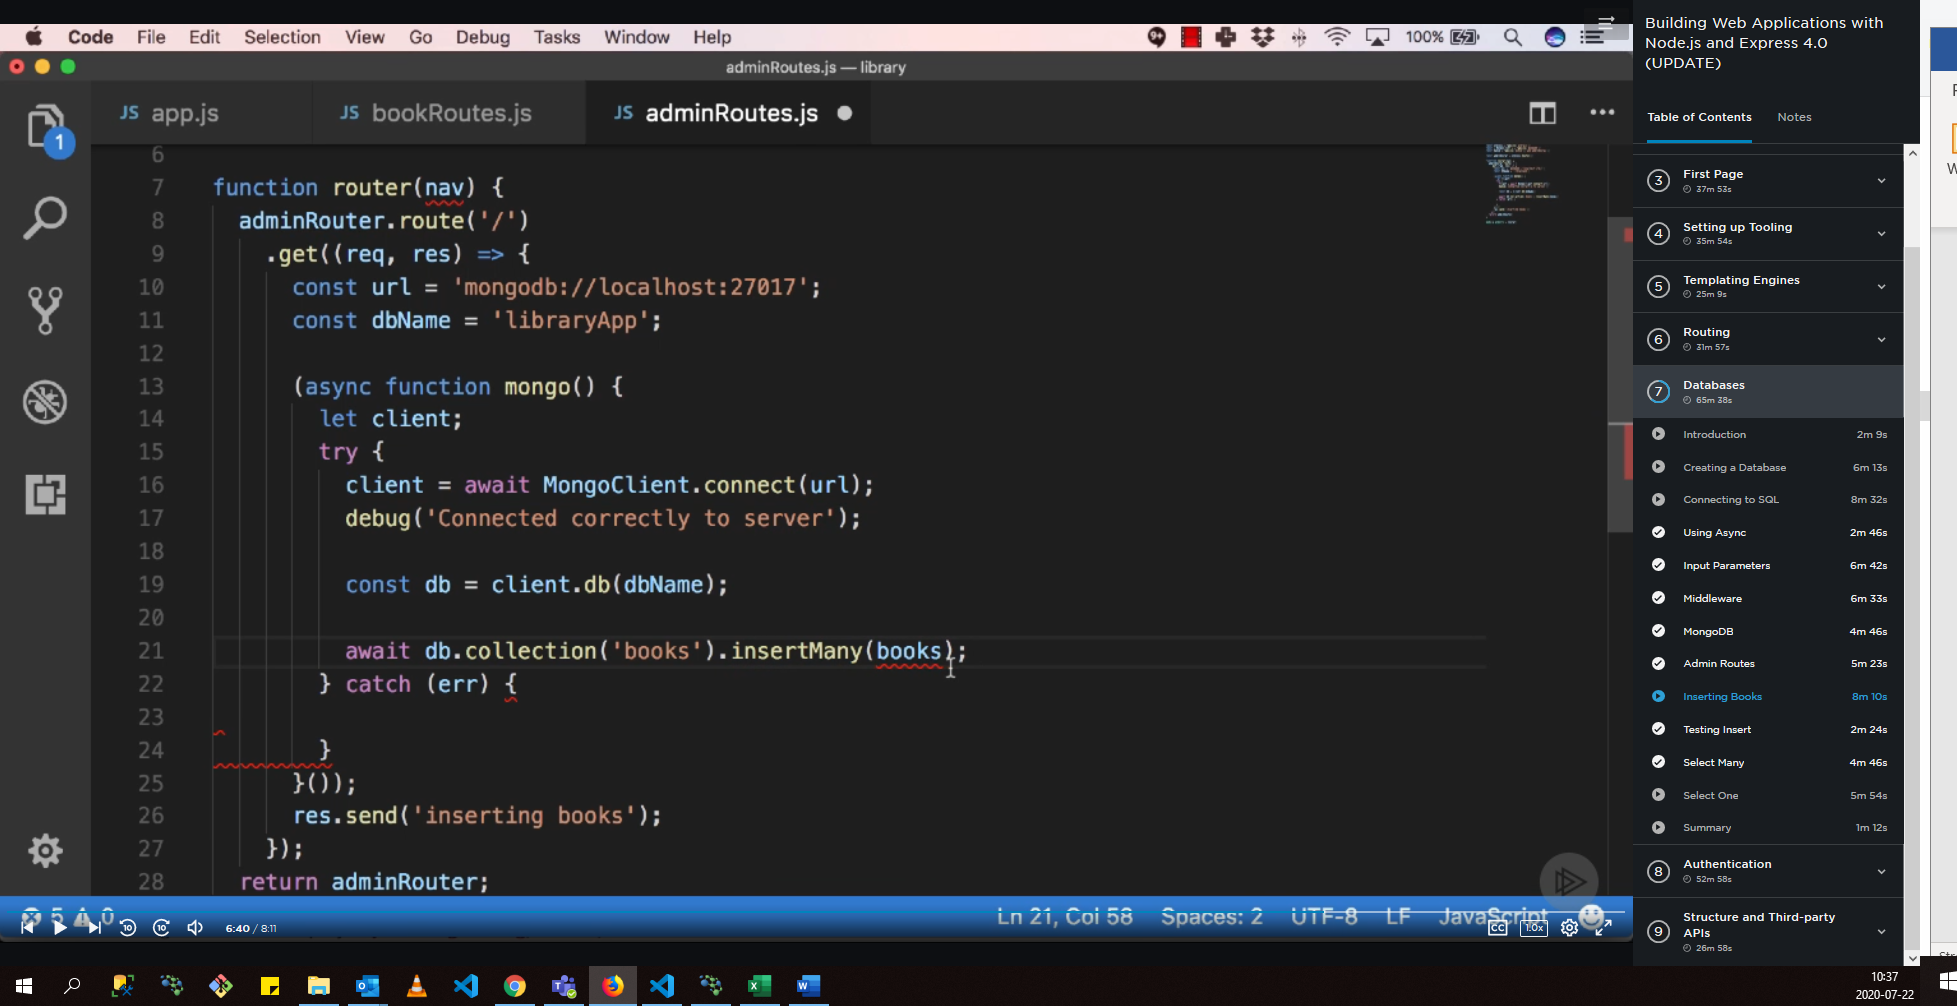 Code File Edit Selection View Go Debug Tasks Window Help 9+ 100%
adminRoutes.js — library
JS app.js JS bookRoutes.js JS adminRoutes.js
1
6
7 function router(nav) {
8 adminRouter.route('/')
9 .get((req, res) => {
10 const url = 'mongodb://localhost:27017';
11 const dbName = 'libraryApp';
12
13 (async function mongo() {
14 let client;
15 try {
16 client = await MongoClient.connect(url);
17 debug('Connected correctly to server');
18
19 const db = client.db(dbName);
20
21 await db.collection('books').insertMany(books);
22 } catch (err) {
23
24 }
25 }());
26 res.send('inserting books');
27 });
28 return adminRouter;
5 0 Ln 21, Col 58 Spaces: 2 UTF-8 LF JavaScript
10 10 6:40 / 8:11 CC 1.0x
Building Web Applications with
Node.js and Express 4.0
(UPDATE)
Table of Contents Notes
3 First Page
37m 53s
4 Setting up Tooling
35m 54s
5 Templating Engines
25m 9s
6 Routing
31m 57s
7 Databases
65m 38s
Introduction 2m 9s
Creating a Database 6m 13s
Connecting to SQL 8m 32s
Using Async 2m 46s
Input Parameters 6m 42s
Middleware 6m 33s
MongoDB 4m 46s
Admin Routes 5m 23s
Inserting Books 8m 10s
Testing Insert 2m 24s
Select Many 4m 46s
Select One 5m 54s
Summary 1m 12s
8 Authentication
52m 58s
9 Structure and Third-party
APIs
26m 58s
10:37
2020-07-22